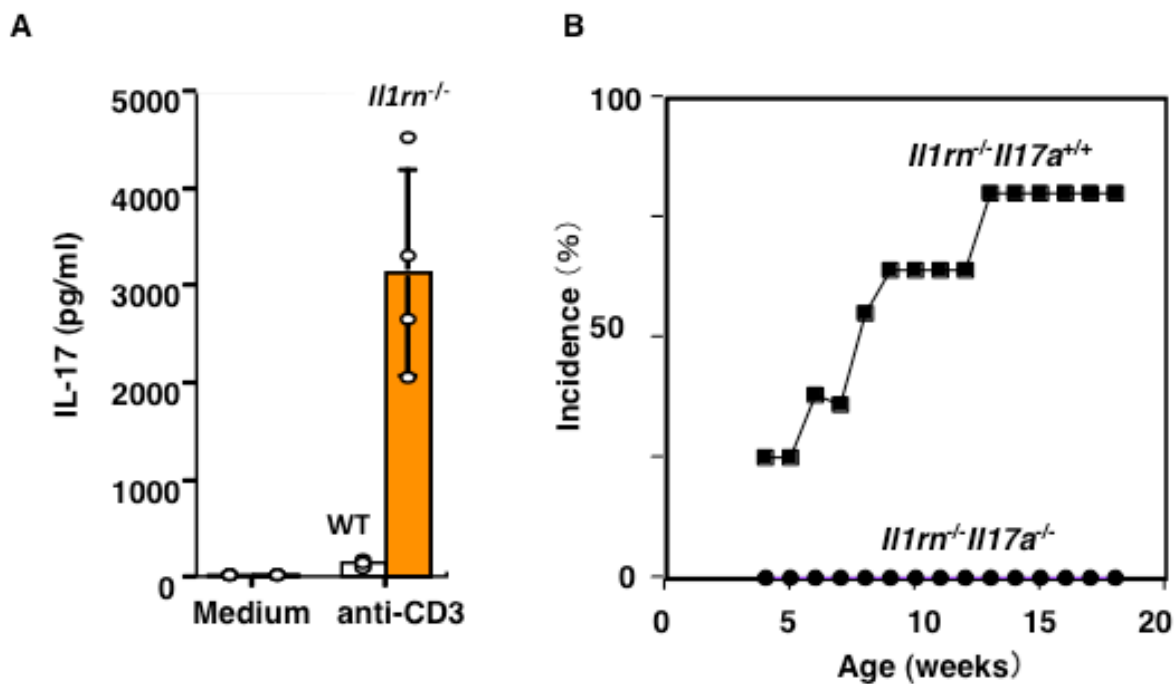 A
B
Il1rn-/-
5000
4000
3000
2000
1000
0
IL-17 (pg/ml)
WT
Medium
anti-CD3
100
50
0
Incidence (%)
Il1rn-/-Il17a+/+
Il1rn-/-Il17a-/-
0
5
10
15
20
Age (weeks)